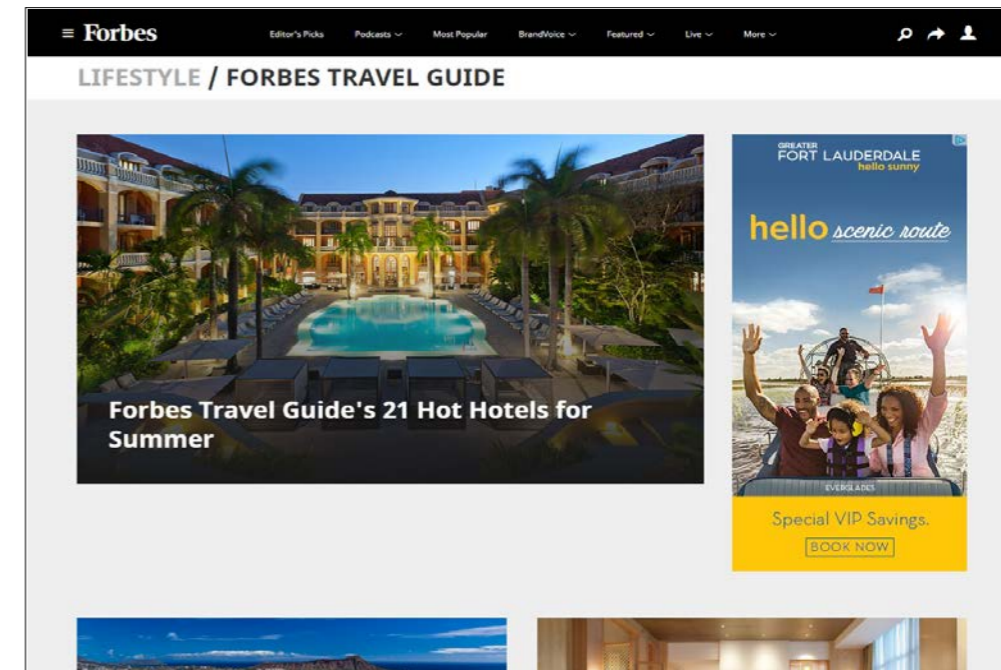 Forbes
Editor's Picks Podcasts Most Popular BrandVoice Featured Live More
LIFESTYLE / FORBES TRAVEL GUIDE
Forbes Travel Guide's 21 Hot Hotels for
Summer
GREATER
FORT LAUDERDALE
hello sunny
hello scenic route
EVERGLADES
Special VIP Savings.
BOOK NOW